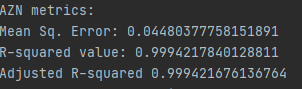 AZN metrics:
Mean Sq. Error: 0.04480377758151891
R-squared value: 0.9994217840128811
Adjusted R-squared 0.999421676136764